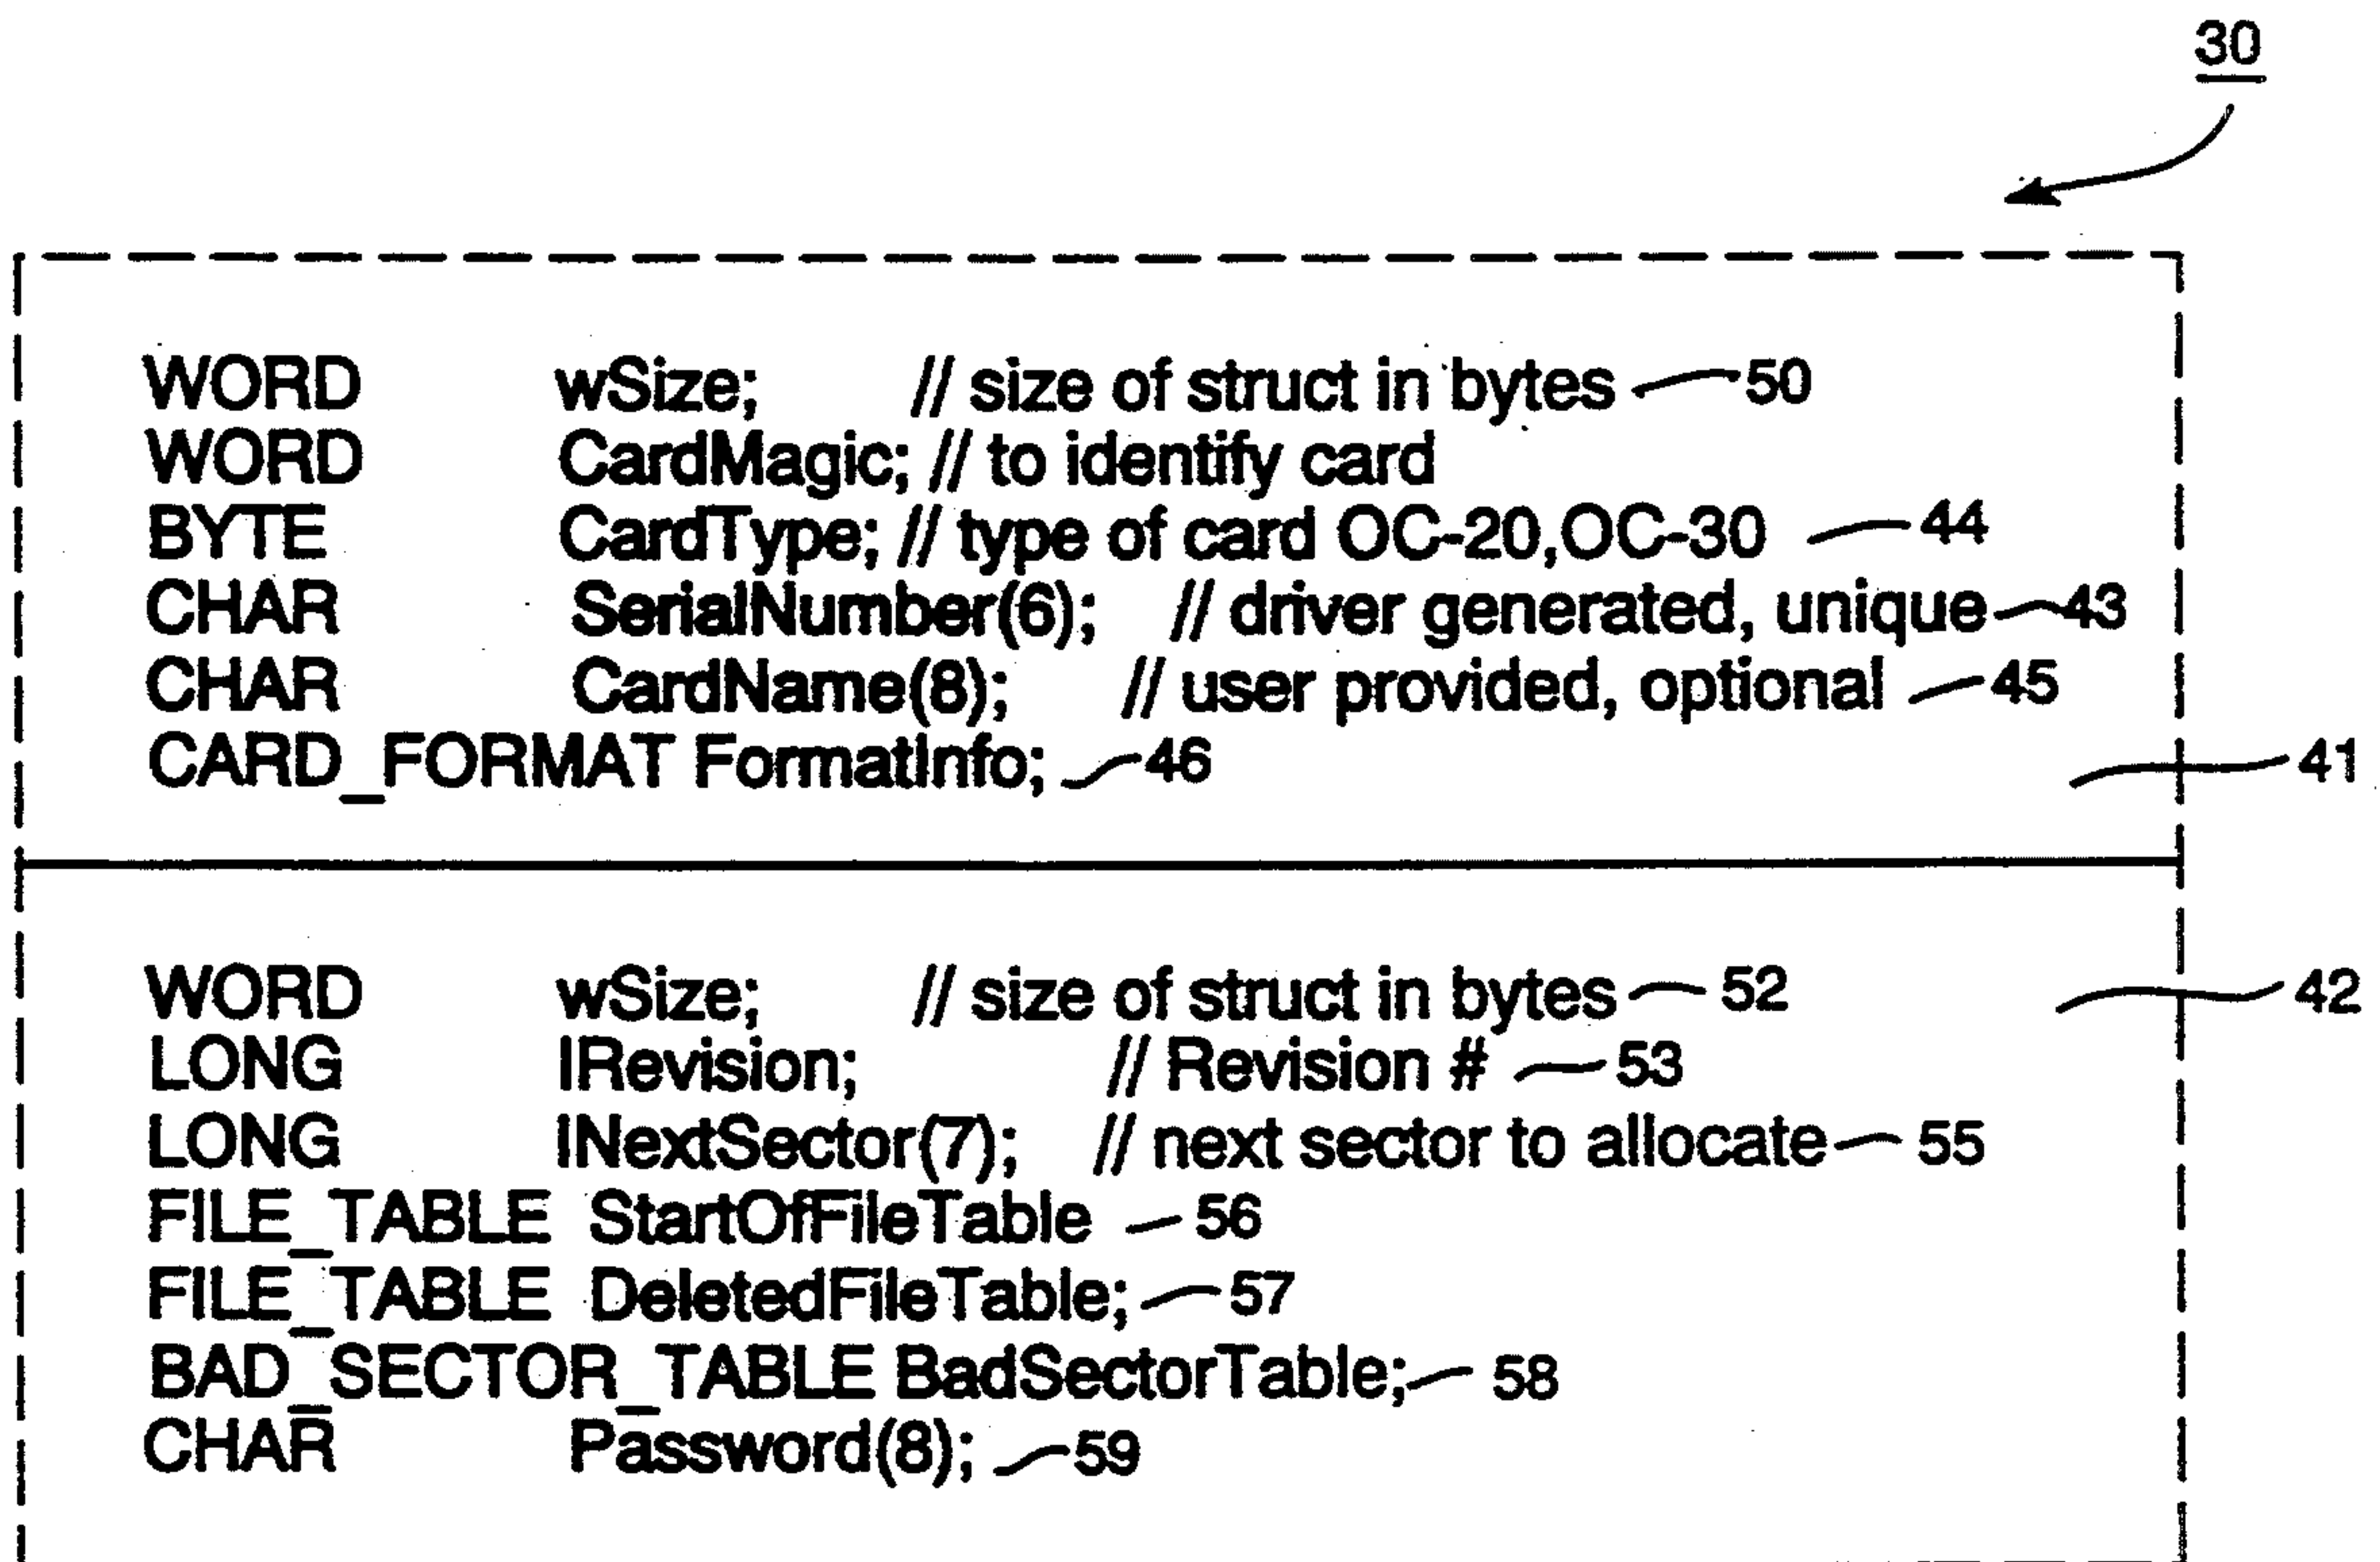 30
WORD wSize; // size of struct in bytes 50
WORD CardMagic; // to identify card
BYTE CardType; // type of card OC-20,OC-30 44
CHAR SerialNumber(6); // driver generated, unique 43
CHAR CardName(8); // user provided, optional 45
CARD_FORMAT FormatInfo; 46 41
WORD wSize; // size of struct in bytes 52 42
LONG lRevision; // Revision # 53
LONG lNextSector(7); // next sector to allocate 55
FILE_TABLE StartOfFileTable 56
FILE_TABLE DeletedFileTable; 57
BAD_SECTOR_TABLE BadSectorTable; 58
CHAR Password(8); 59